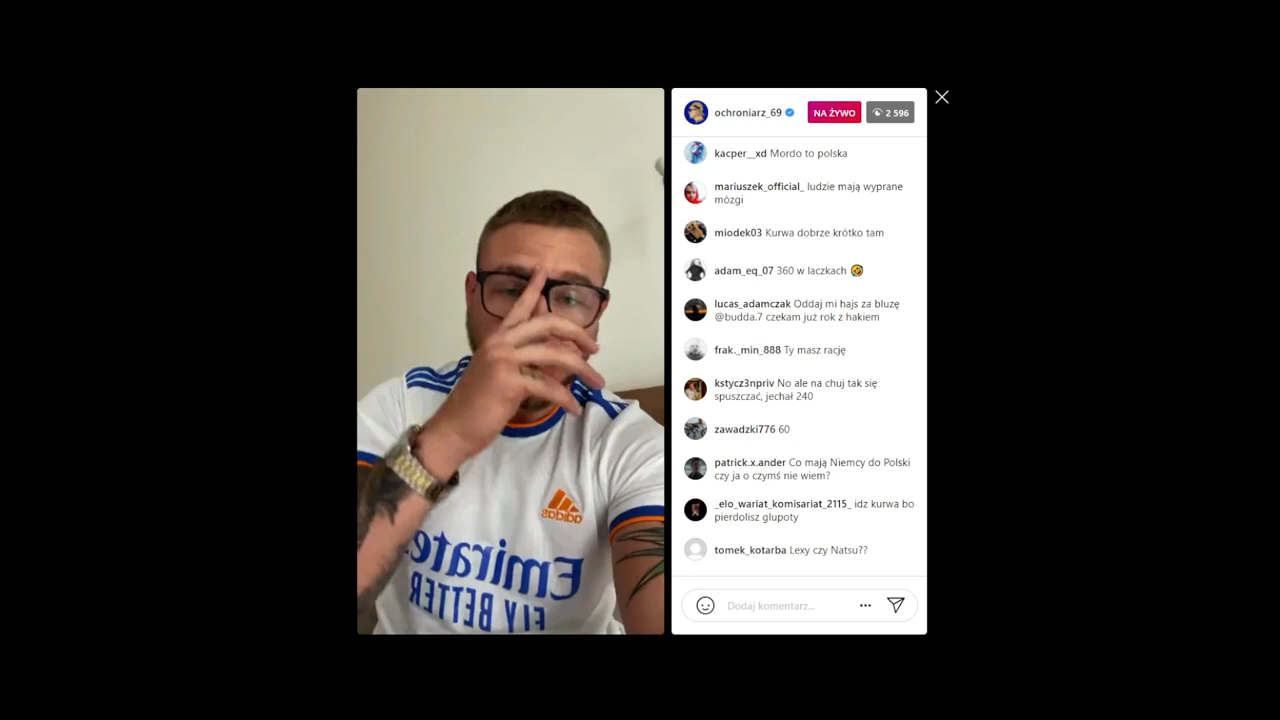 ochroniarz_69 NA ŻYWO 2 596
kacper__xd Mordo to polska
mariuszek_official_ ludzie mają wyprane
mózgi
miodek03 Kurwa dobrze krótko tam
adam_eq_07 360 w laczkach 🤣
lucas_adamczak Oddaj mi hajs za bluzę
@budda.7 czekam już rok z hakiem
frak._min_888 Ty masz rację
kstycz3npriv No ale na chuj tak się
spuszczać, jechał 240
zawadzki776 60
patrick.x.ander Co mają Niemcy do Polski
czy ja o czymś nie wiem?
_elo_wariat_komisariat_2115_ idz kurwa bo
pierdolisz glupoty
tomek_kotarba Lexy czy Natsu??
Dodaj komentarz...
adidas
Emirates
FLY BETTER